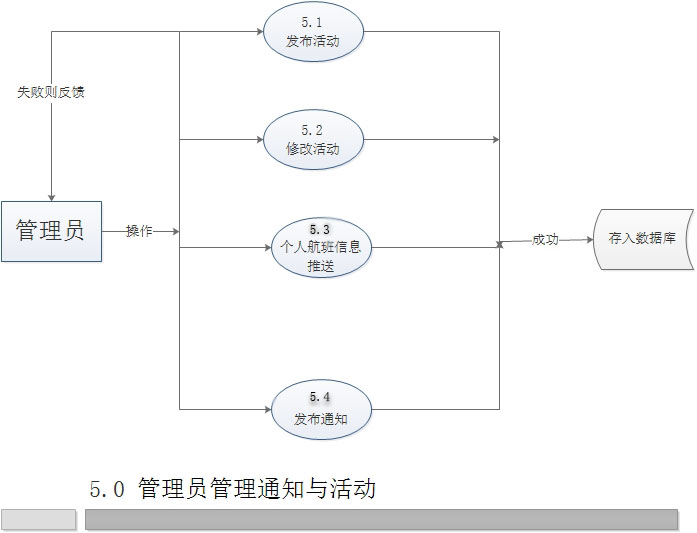 5.1
发布活动
失败则反馈
5.2
修改活动
管理员
操作
5.3
个人航班信息
推送
成功
存入数据库
5.4
发布通知
5.0 管理员管理通知与活动